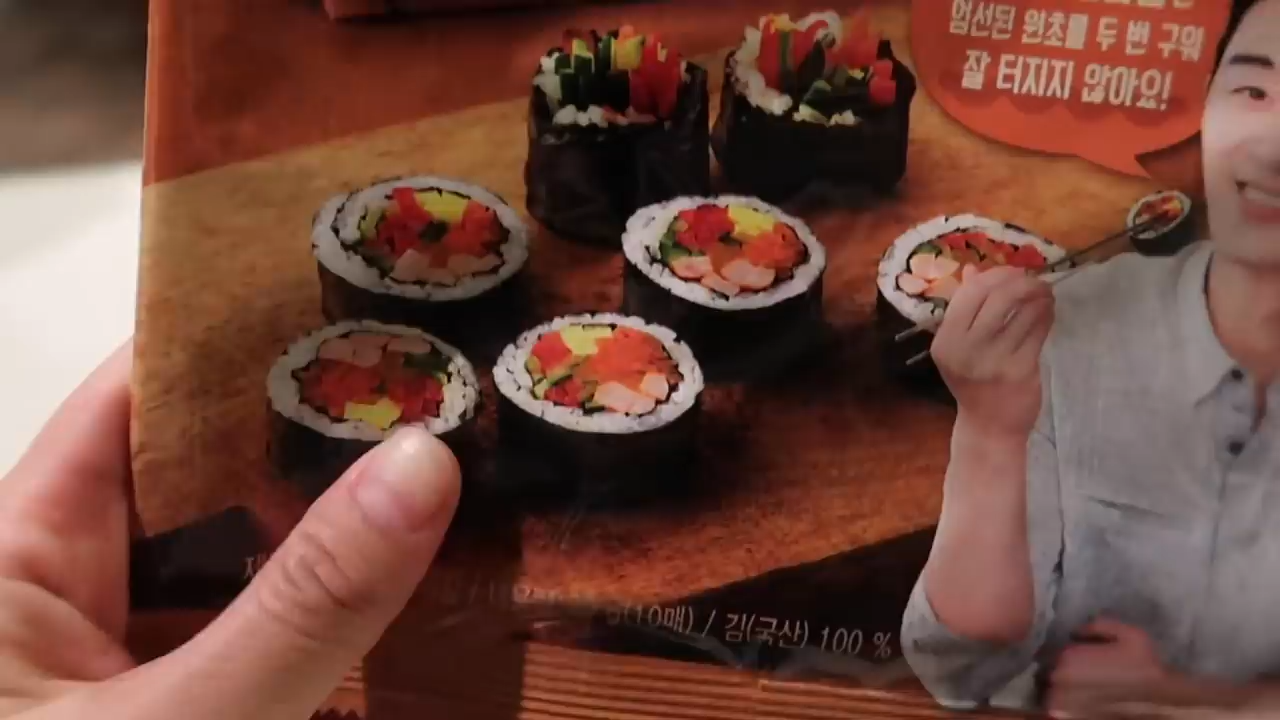 엄선된 원초를 두 번 구워
잘 터지지 않아요!
(10매) / 김(국산) 100 %